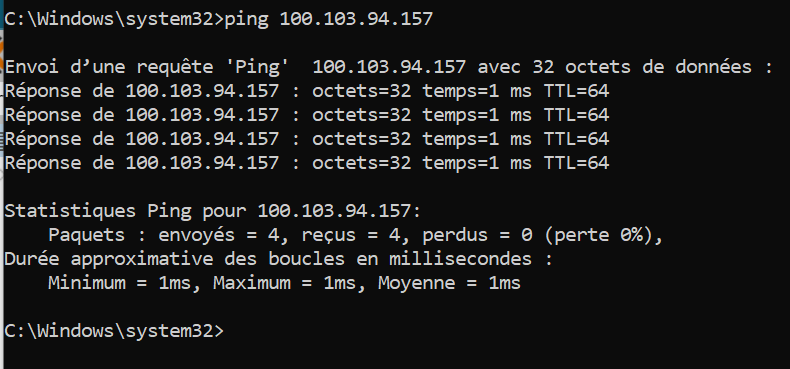 C:\Windows\system32>ping 100.103.94.157
Envoi d’une requête 'Ping'  100.103.94.157 avec 32 octets de données :
Réponse de 100.103.94.157 : octets=32 temps=1 ms TTL=64
Réponse de 100.103.94.157 : octets=32 temps=1 ms TTL=64
Réponse de 100.103.94.157 : octets=32 temps=1 ms TTL=64
Réponse de 100.103.94.157 : octets=32 temps=1 ms TTL=64
Statistiques Ping pour 100.103.94.157:
    Paquets : envoyés = 4, reçus = 4, perdus = 0 (perte 0%),
Durée approximative des boucles en millisecondes :
    Minimum = 1ms, Maximum = 1ms, Moyenne = 1ms
C:\Windows\system32>